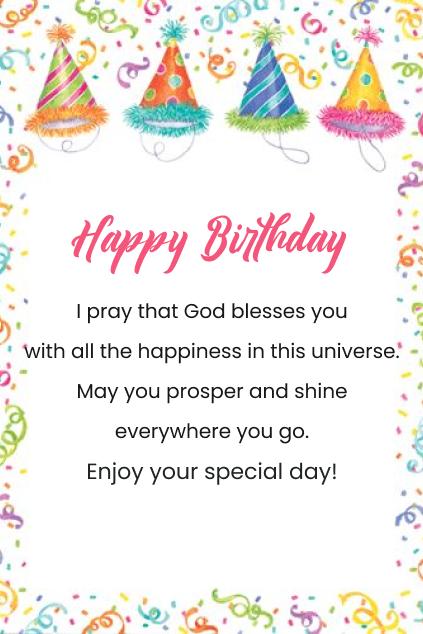 Happy Birthday
I pray that God blesses you
with all the happiness in this universe.
May you prosper and shine
everywhere you go.
Enjoy your special day!